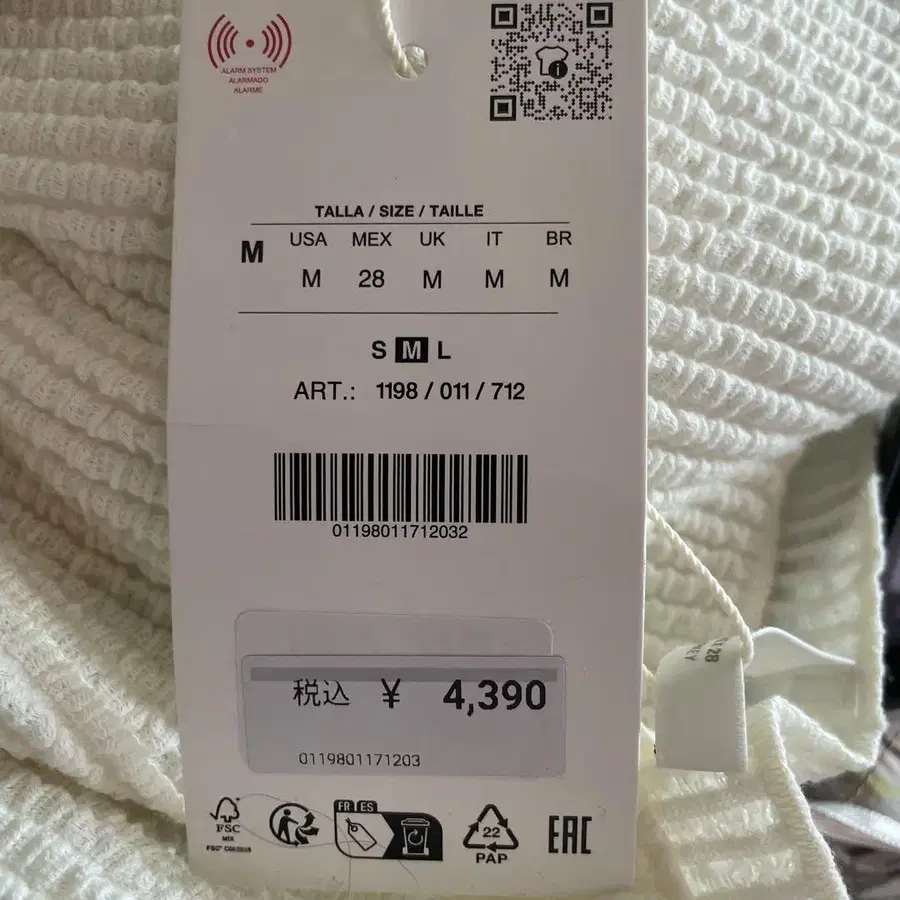 ALARM SYSTEM
ALARMADO
ALARME
TALLA / SIZE / TAILLE
M
USA MEX UK IT BR
M 28 M M M
S M L
ART.: 1198 / 011 / 712
01198011712032
税込 ¥ 4,390
0119801171203
FSC
MIX
FR ES
22
PAP
EAC